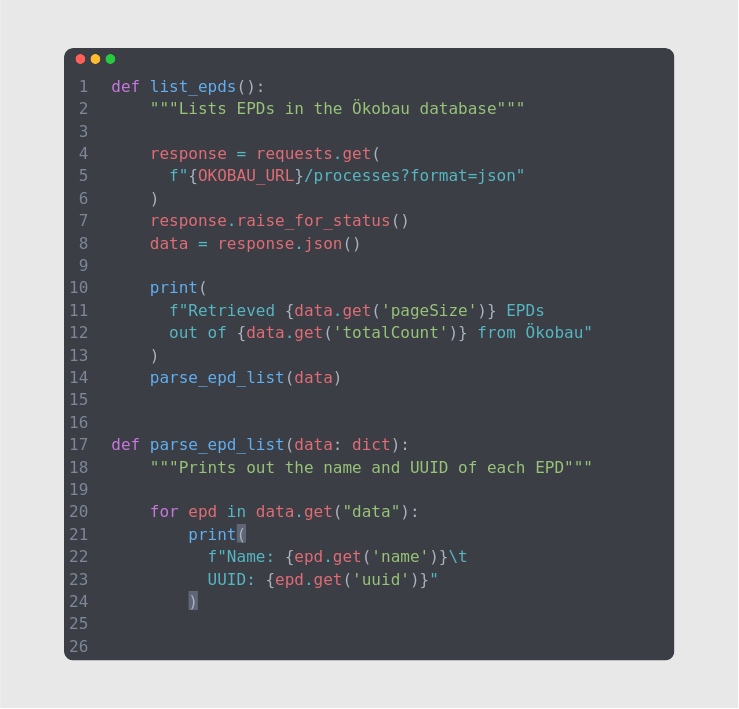 1 def list_epds():
2     """Lists EPDs in the Ökobau database"""
3
4     response = requests.get(
5       f"{OKOBAU_URL}/processes?format=json"
6     )
7     response.raise_for_status()
8     data = response.json()
9
10     print(
11       f"Retrieved {data.get('pageSize')} EPDs
12       out of {data.get('totalCount')} from Ökobau"
13     )
14     parse_epd_list(data)
15
16
17 def parse_epd_list(data: dict):
18     """Prints out the name and UUID of each EPD"""
19
20     for epd in data.get("data"):
21         print(
22           f"Name: {epd.get('name')}\t
23           UUID: {epd.get('uuid')}"
24         )
25
26